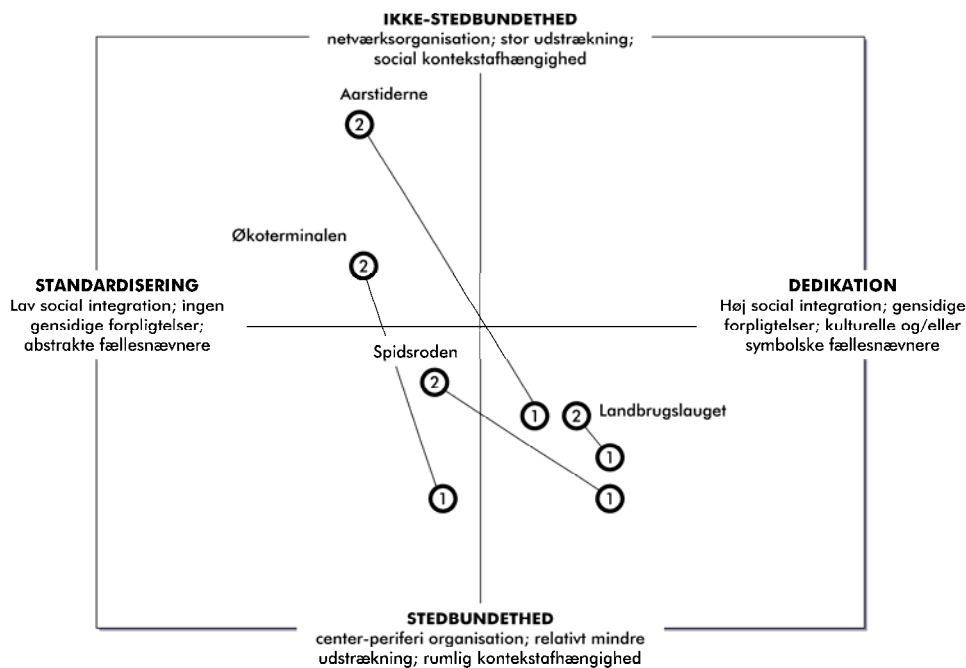 IKKE-STEDBUNDETHED
netværksorganisation; stor udstrækning;
social kontekstafhængighed
Aarstiderne
2
Økoterminalen
2
STANDARDISERING
Lav social integration; ingen
gensidige forpligtelser;
abstrakte fællesnævnere
DEDIKATION
Høj social integration; gensidige
forpligtelser; kulturelle og/eller
symbolske fællesnævnere
Spidsroden
2
1
2
Landbrugslauget
1
1
1
STEDBUNDETHED
center-periferi organisation; relativt mindre
udstrækning; rumlig kontekstafhængighed